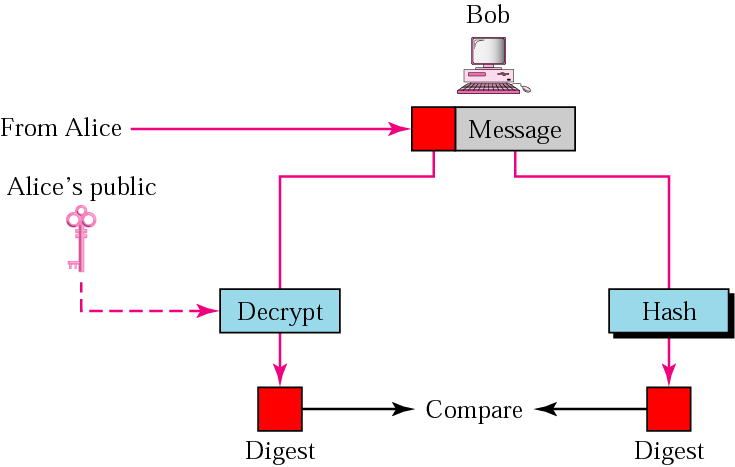 Bob
From Alice
Message
Alice's public
Decrypt
Hash
Compare
Digest
Digest